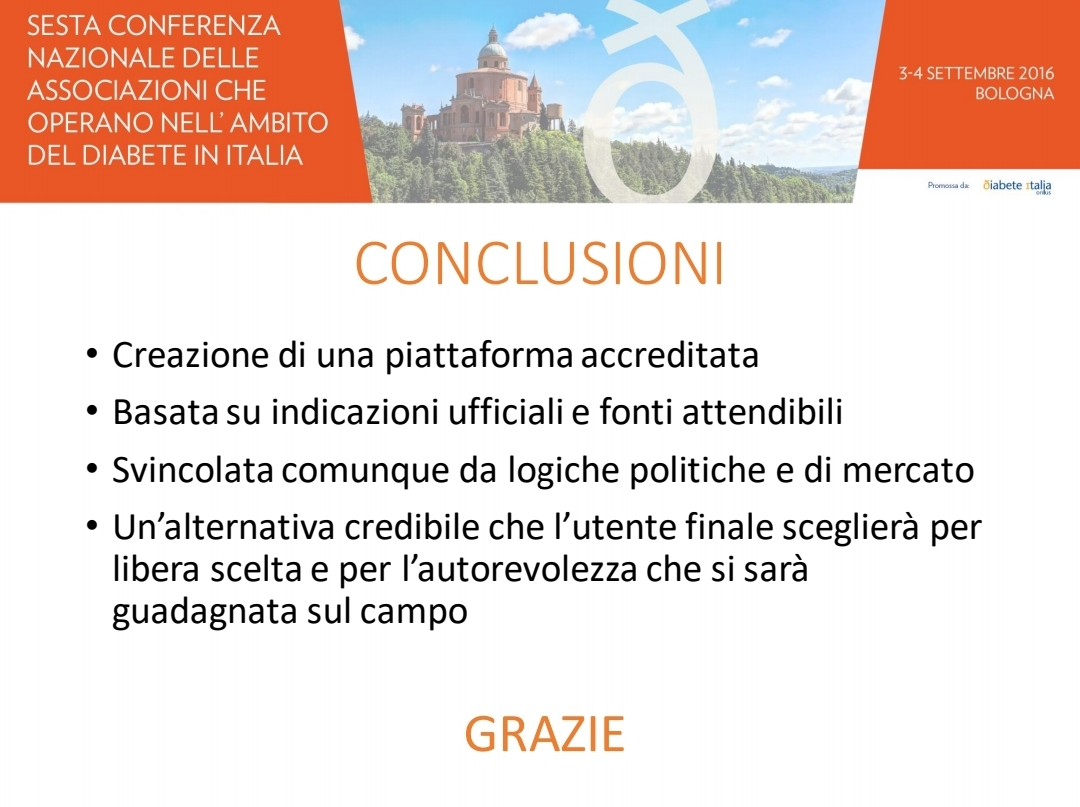 SESTA CONFERENZA
NAZIONALE DELLE
ASSOCIAZIONI CHE
OPERANO NELL' AMBITO
DEL DIABETE IN ITALIA
3-4 SETTEMBRE 2016
BOLOGNA
Promossa da: diabete italia
onlus
CONCLUSIONI
• Creazione di una piattaforma accreditata
• Basata su indicazioni ufficiali e fonti attendibili
• Svincolata comunque da logiche politiche e di mercato
• Un’alternativa credibile che l’utente finale sceglierà per
libera scelta e per l’autorevolezza che si sarà
guadagnata sul campo
GRAZIE